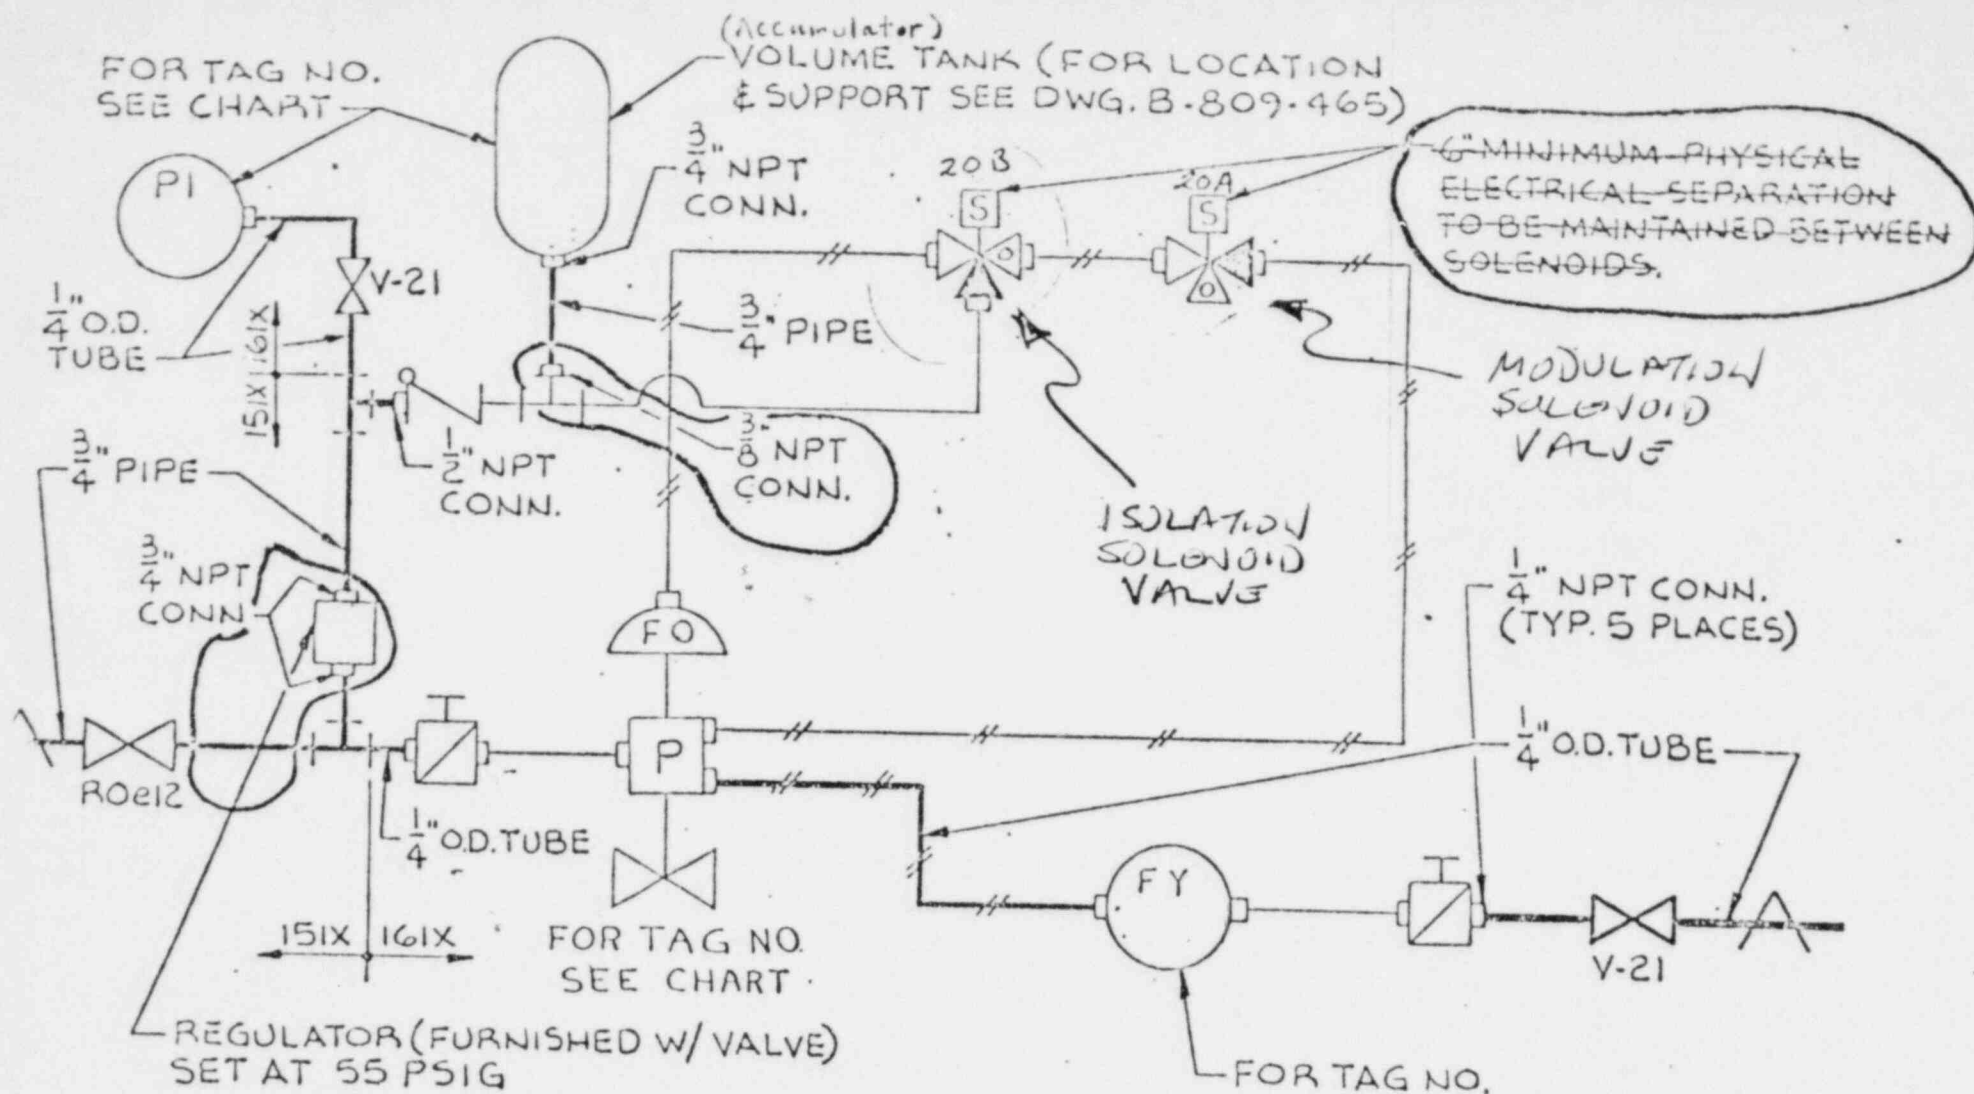 (Accumulator)
VOLUME TANK (FOR LOCATION
& SUPPORT SEE DWG. B-809-465)
FOR TAG NO.
SEE CHART
PI
3/4" NPT
CONN.
20B
S
20A
S
6" MINIMUM PHYSICAL
ELECTRICAL SEPARATION
TO BE MAINTAINED BETWEEN
SOLENOIDS.
O
O
V-21
1/4" O.D.
TUBE
151X 161X
3/4" PIPE
MODULATION
SOLENOID
VALVE
3/4" PIPE
1/2" NPT
CONN.
3/8" NPT
CONN.
ISOLATION
SOLENOID
VALVE
3/4" NPT
CONN
FO
1/4" NPT CONN.
(TYP. 5 PLACES)
P
1/4" O.D. TUBE
ROe12
1/4" O.D. TUBE
FY
V-21
151X 161X
FOR TAG NO.
SEE CHART
REGULATOR (FURNISHED W/ VALVE)
SET AT 55 PSIG
FOR TAG NO.